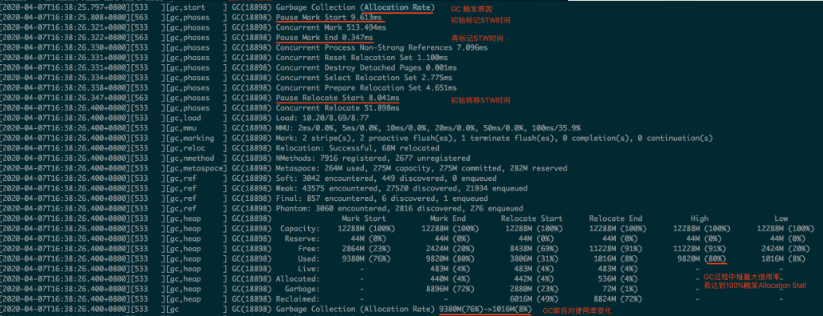 [2020-04-07T16:38:25.797+0800][533 ][gc,start ] GC(18898) Garbage Collection (Allocation Rate) GC 触发原因
[2020-04-07T16:38:25.808+0800][563 ][gc,phases ] GC(18898) Pause Mark Start 9.613ms 初始标记STW时间
[2020-04-07T16:38:26.321+0800][533 ][gc,phases ] GC(18898) Concurrent Mark 513.494ms
[2020-04-07T16:38:26.322+0800][563 ][gc,phases ] GC(18898) Pause Mark End 0.347ms 再标记STW时间
[2020-04-07T16:38:26.330+0800][533 ][gc,phases ] GC(18898) Concurrent Process Non-Strong References 7.096ms
[2020-04-07T16:38:26.331+0800][533 ][gc,phases ] GC(18898) Concurrent Reset Relocation Set 1.100ms
[2020-04-07T16:38:26.331+0800][533 ][gc,phases ] GC(18898) Concurrent Destroy Detached Pages 0.001ms
[2020-04-07T16:38:26.334+0800][533 ][gc,phases ] GC(18898) Concurrent Select Relocation Set 2.775ms
[2020-04-07T16:38:26.338+0800][533 ][gc,phases ] GC(18898) Concurrent Prepare Relocation Set 4.651ms
[2020-04-07T16:38:26.347+0800][563 ][gc,phases ] GC(18898) Pause Relocate Start 8.041ms 初始转移STW时间
[2020-04-07T16:38:26.400+0800][533 ][gc,phases ] GC(18898) Concurrent Relocate 51.898ms
[2020-04-07T16:38:26.400+0800][533 ][gc,load ] GC(18898) Load: 10.20/8.69/8.77
[2020-04-07T16:38:26.400+0800][533 ][gc,mmu ] GC(18898) MMU: 2ms/0.0%, 5ms/0.0%, 10ms/0.0%, 20ms/0.0%, 50ms/0.0%, 100ms/35.9%
[2020-04-07T16:38:26.400+0800][533 ][gc,marking ] GC(18898) Mark: 2 stripe(s), 2 proactive flush(es), 1 terminate flush(es), 0 completion(s), 0 continuation(s)
[2020-04-07T16:38:26.400+0800][533 ][gc,reloc ] GC(18898) Relocation: Successful, 68M relocated
[2020-04-07T16:38:26.400+0800][533 ][gc,nmethod ] GC(18898) NMethods: 7916 registered, 2677 unregistered
[2020-04-07T16:38:26.400+0800][533 ][gc,metaspace] GC(18898) Metaspace: 264M used, 275M capacity, 275M committed, 282M reserved
[2020-04-07T16:38:26.400+0800][533 ][gc,ref ] GC(18898) Soft: 3042 encountered, 449 discovered, 0 enqueued
[2020-04-07T16:38:26.400+0800][533 ][gc,ref ] GC(18898) Weak: 43575 encountered, 27520 discovered, 21934 enqueued
[2020-04-07T16:38:26.400+0800][533 ][gc,ref ] GC(18898) Final: 857 encountered, 6 discovered, 1 enqueued
[2020-04-07T16:38:26.400+0800][533 ][gc,ref ] GC(18898) Phantom: 3060 encountered, 2816 discovered, 276 enqueued
[2020-04-07T16:38:26.400+0800][533 ][gc,heap ] GC(18898) Mark Start Mark End Relocate Start Relocate End High Low
[2020-04-07T16:38:26.400+0800][533 ][gc,heap ] GC(18898) Capacity: 12288M (100%) 12288M (100%) 12288M (100%) 12288M (100%) 12288M (100%) 12288M (100%)
[2020-04-07T16:38:26.400+0800][533 ][gc,heap ] GC(18898) Reserve: 44M (0%) 44M (0%) 44M (0%) 44M (0%) 44M (0%) 44M (0%)
[2020-04-07T16:38:26.400+0800][533 ][gc,heap ] GC(18898) Free: 2864M (23%) 2424M (20%) 8438M (69%) 11228M (91%) 11228M (91%) 2424M (20%)
[2020-04-07T16:38:26.400+0800][533 ][gc,heap ] GC(18898) Used: 9380M (76%) 9820M (80%) 3806M (31%) 1016M (8%) 9820M (80%) 1016M (8%)
[2020-04-07T16:38:26.400+0800][533 ][gc,heap ] GC(18898) Live: - 483M (4%) 483M (4%) 483M (4%) - -
[2020-04-07T16:38:26.400+0800][533 ][gc,heap ] GC(18898) Allocated: - 440M (4%) 442M (4%) 536M (4%) - - GC过程中堆最大使用率,
[2020-04-07T16:38:26.400+0800][533 ][gc,heap ] GC(18898) Garbage: - 8896M (72%) 2880M (23%) 72M (1%) - - 若达到100%触发Allocation Stall
[2020-04-07T16:38:26.400+0800][533 ][gc,heap ] GC(18898) Reclaimed: - - 6016M (49%) 8824M (72%) - -
[2020-04-07T16:38:26.400+0800][533 ][gc ] GC(18898) Garbage Collection (Allocation Rate) 9380M(76%)->1016M(8%) GC前后对使用率变化